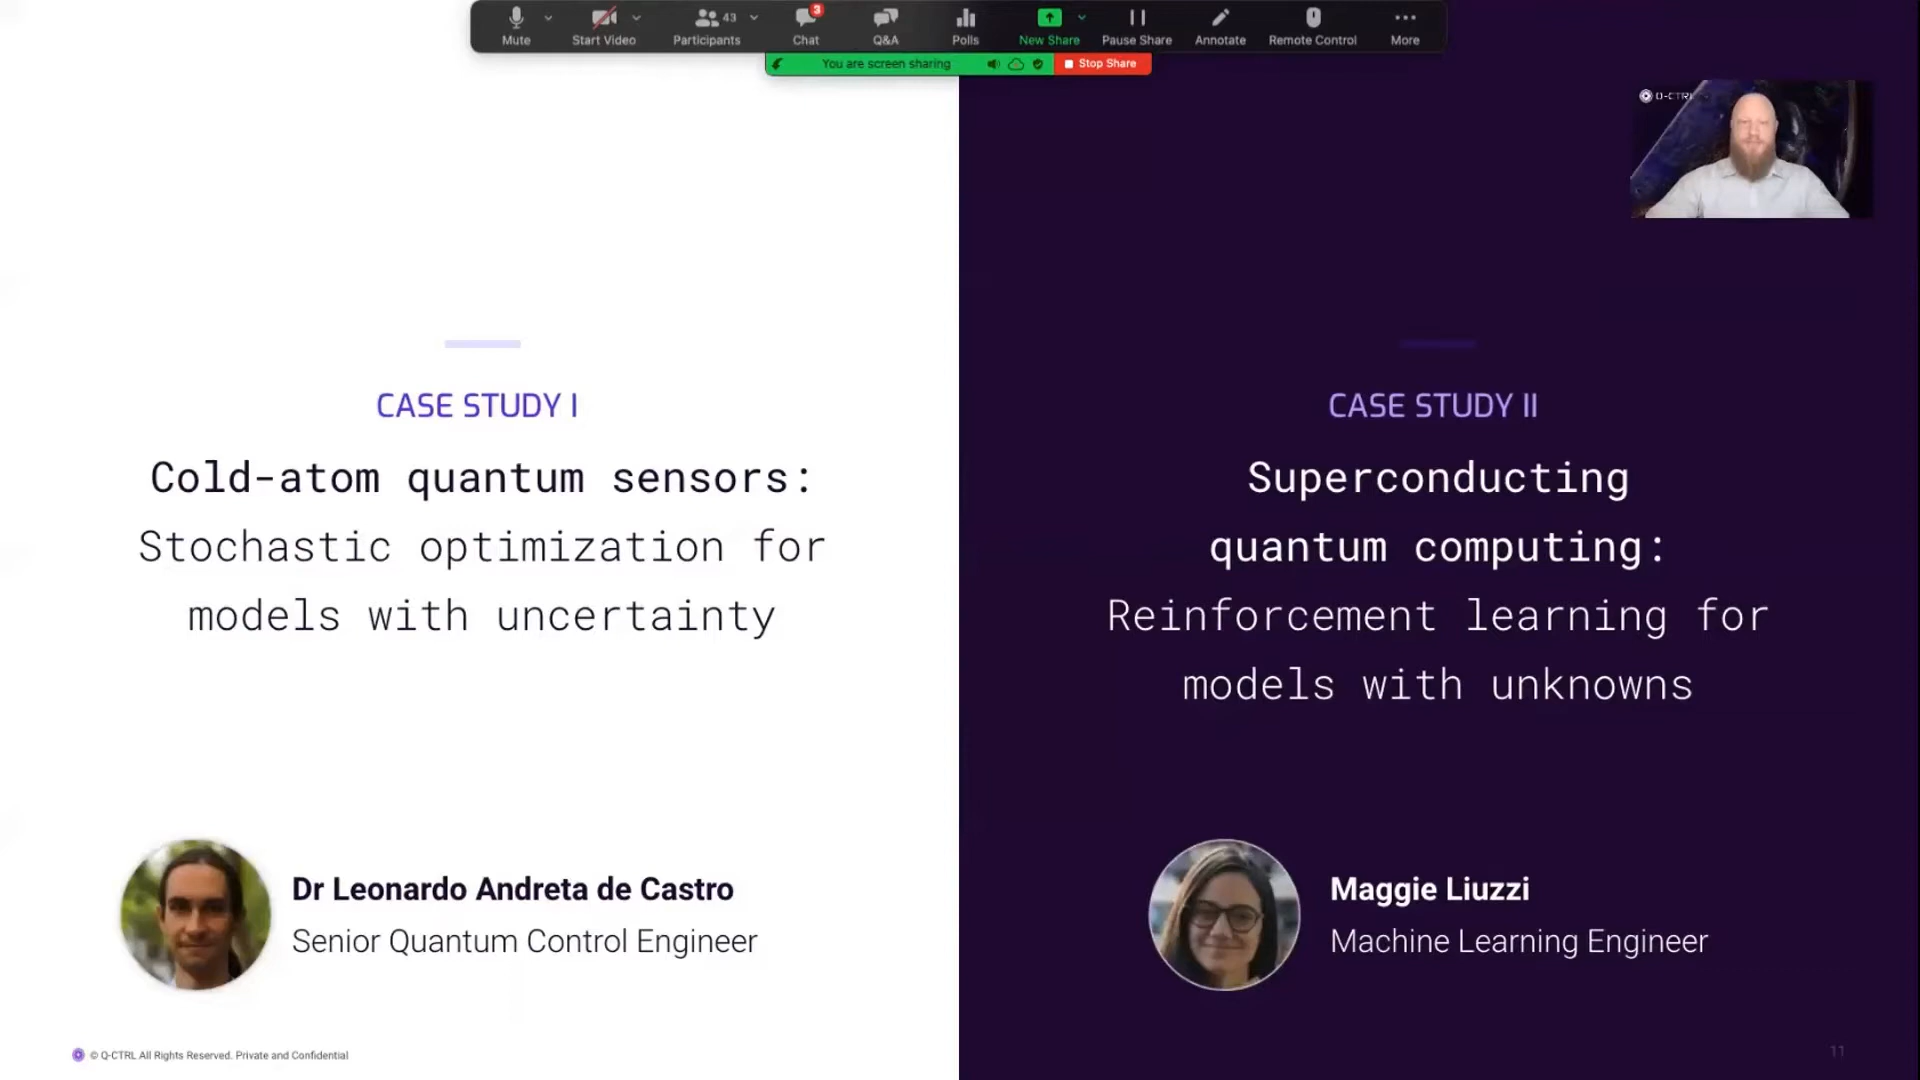 Mute
Start Video
43
Participants
3
Chat
Q&A
Polls
New Share
Pause Share
Annotate
Remote Control
More
You are screen sharing
Stop Share
Q-CTRL
CASE STUDY I
Cold-atom quantum sensors:
Stochastic optimization for
models with uncertainty
Dr Leonardo Andreta de Castro
Senior Quantum Control Engineer
© Q-CTRL All Rights Reserved. Private and Confidential
CASE STUDY II
Superconducting
quantum computing:
Reinforcement learning for
models with unknowns
Maggie Liuzzi
Machine Learning Engineer
11